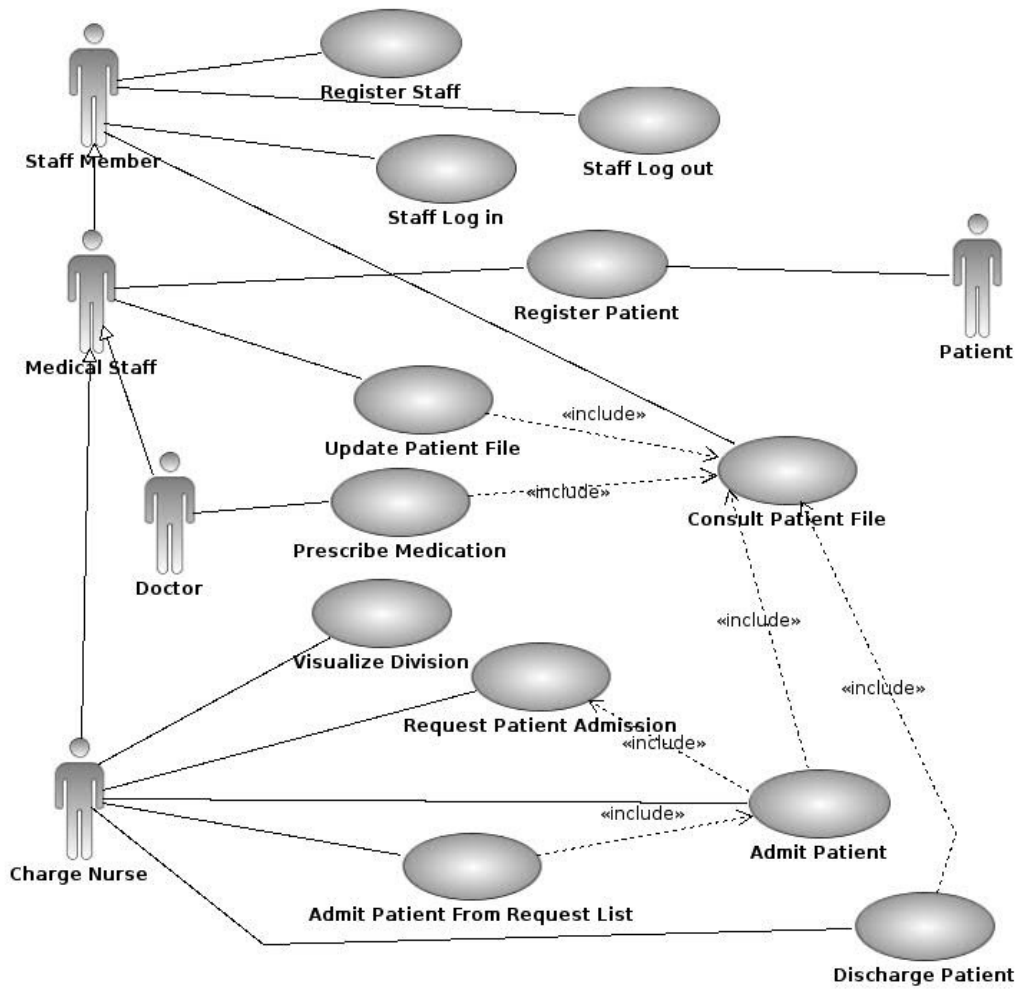 Register Staff
Staff Member
Staff Log out
Staff Log in
Register Patient
Patient
Medical Staff
«include»
Update Patient File
«include»
Consult Patient File
Prescribe Medication
Doctor
«include»
Visualize Division
«include»
Request Patient Admission
«include»
«include»
Admit Patient
Charge Nurse
Admit Patient From Request List
Discharge Patient